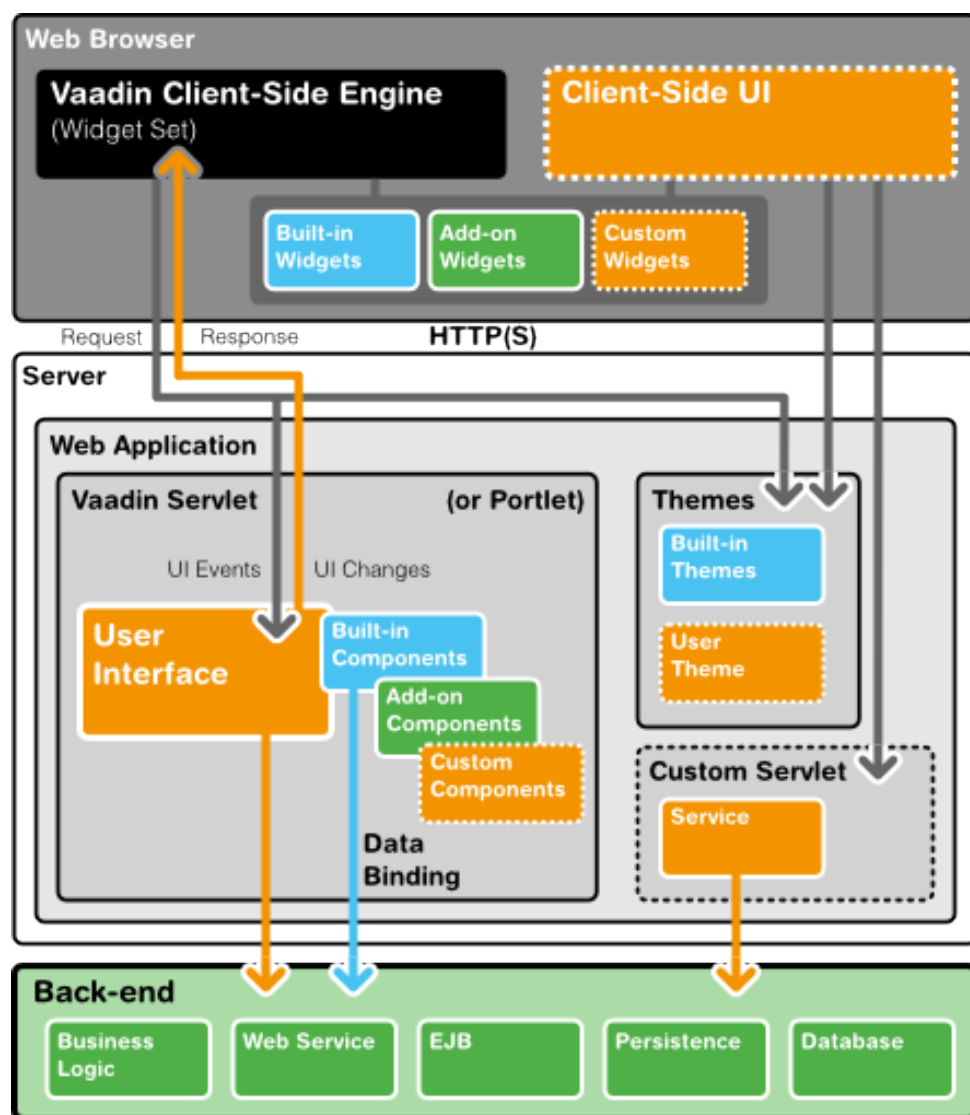 Web Browser
Vaadin Client-Side Engine
(Widget Set)
Client-Side UI
Built-in
Widgets
Add-on
Widgets
Custom
Widgets
Request
Response
HTTP(S)
Server
Web Application
Vaadin Servlet
(or Portlet)
UI Events
UI Changes
User
Interface
Built-in
Components
Add-on
Components
Custom
Components
Data
Binding
Themes
Built-in
Themes
User
Theme
Custom Servlet
Service
Back-end
Business
Logic
Web Service
EJB
Persistence
Database